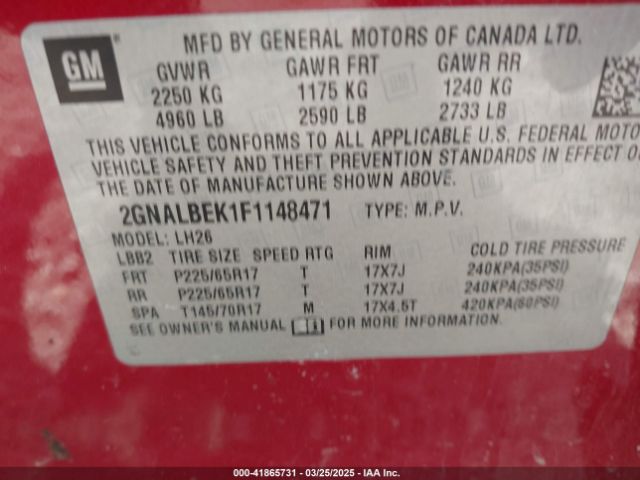 GM
MFD BY GENERAL MOTORS OF CANADA LTD.
GVWR GAWR FRT GAWR RR
2250 KG 1175 KG 1240 KG
4960 LB 2590 LB 2733 LB
THIS VEHICLE CONFORMS TO ALL APPLICABLE U.S. FEDERAL MOTO
VEHICLE SAFETY AND THEFT PREVENTION STANDARDS IN EFFECT O
THE DATE OF MANUFACTURE SHOWN ABOVE.
2GNALBEK1F1148471 TYPE: M.P.V.
MODEL: LH26
LBB2 TIRE SIZE SPEED RTG RIM COLD TIRE PRESSURE
FRT P225/65R17 T 17X7J 240KPA(35PSI)
RR P225/65R17 T 17X7J 240KPA(35PSI)
SPA T145/70R17 M 17X4.5T 420KPA(60PSI)
SEE OWNER'S MANUAL FOR MORE INFORMATION.
000-41865731 — 03/25/2025 — IAA Inc.